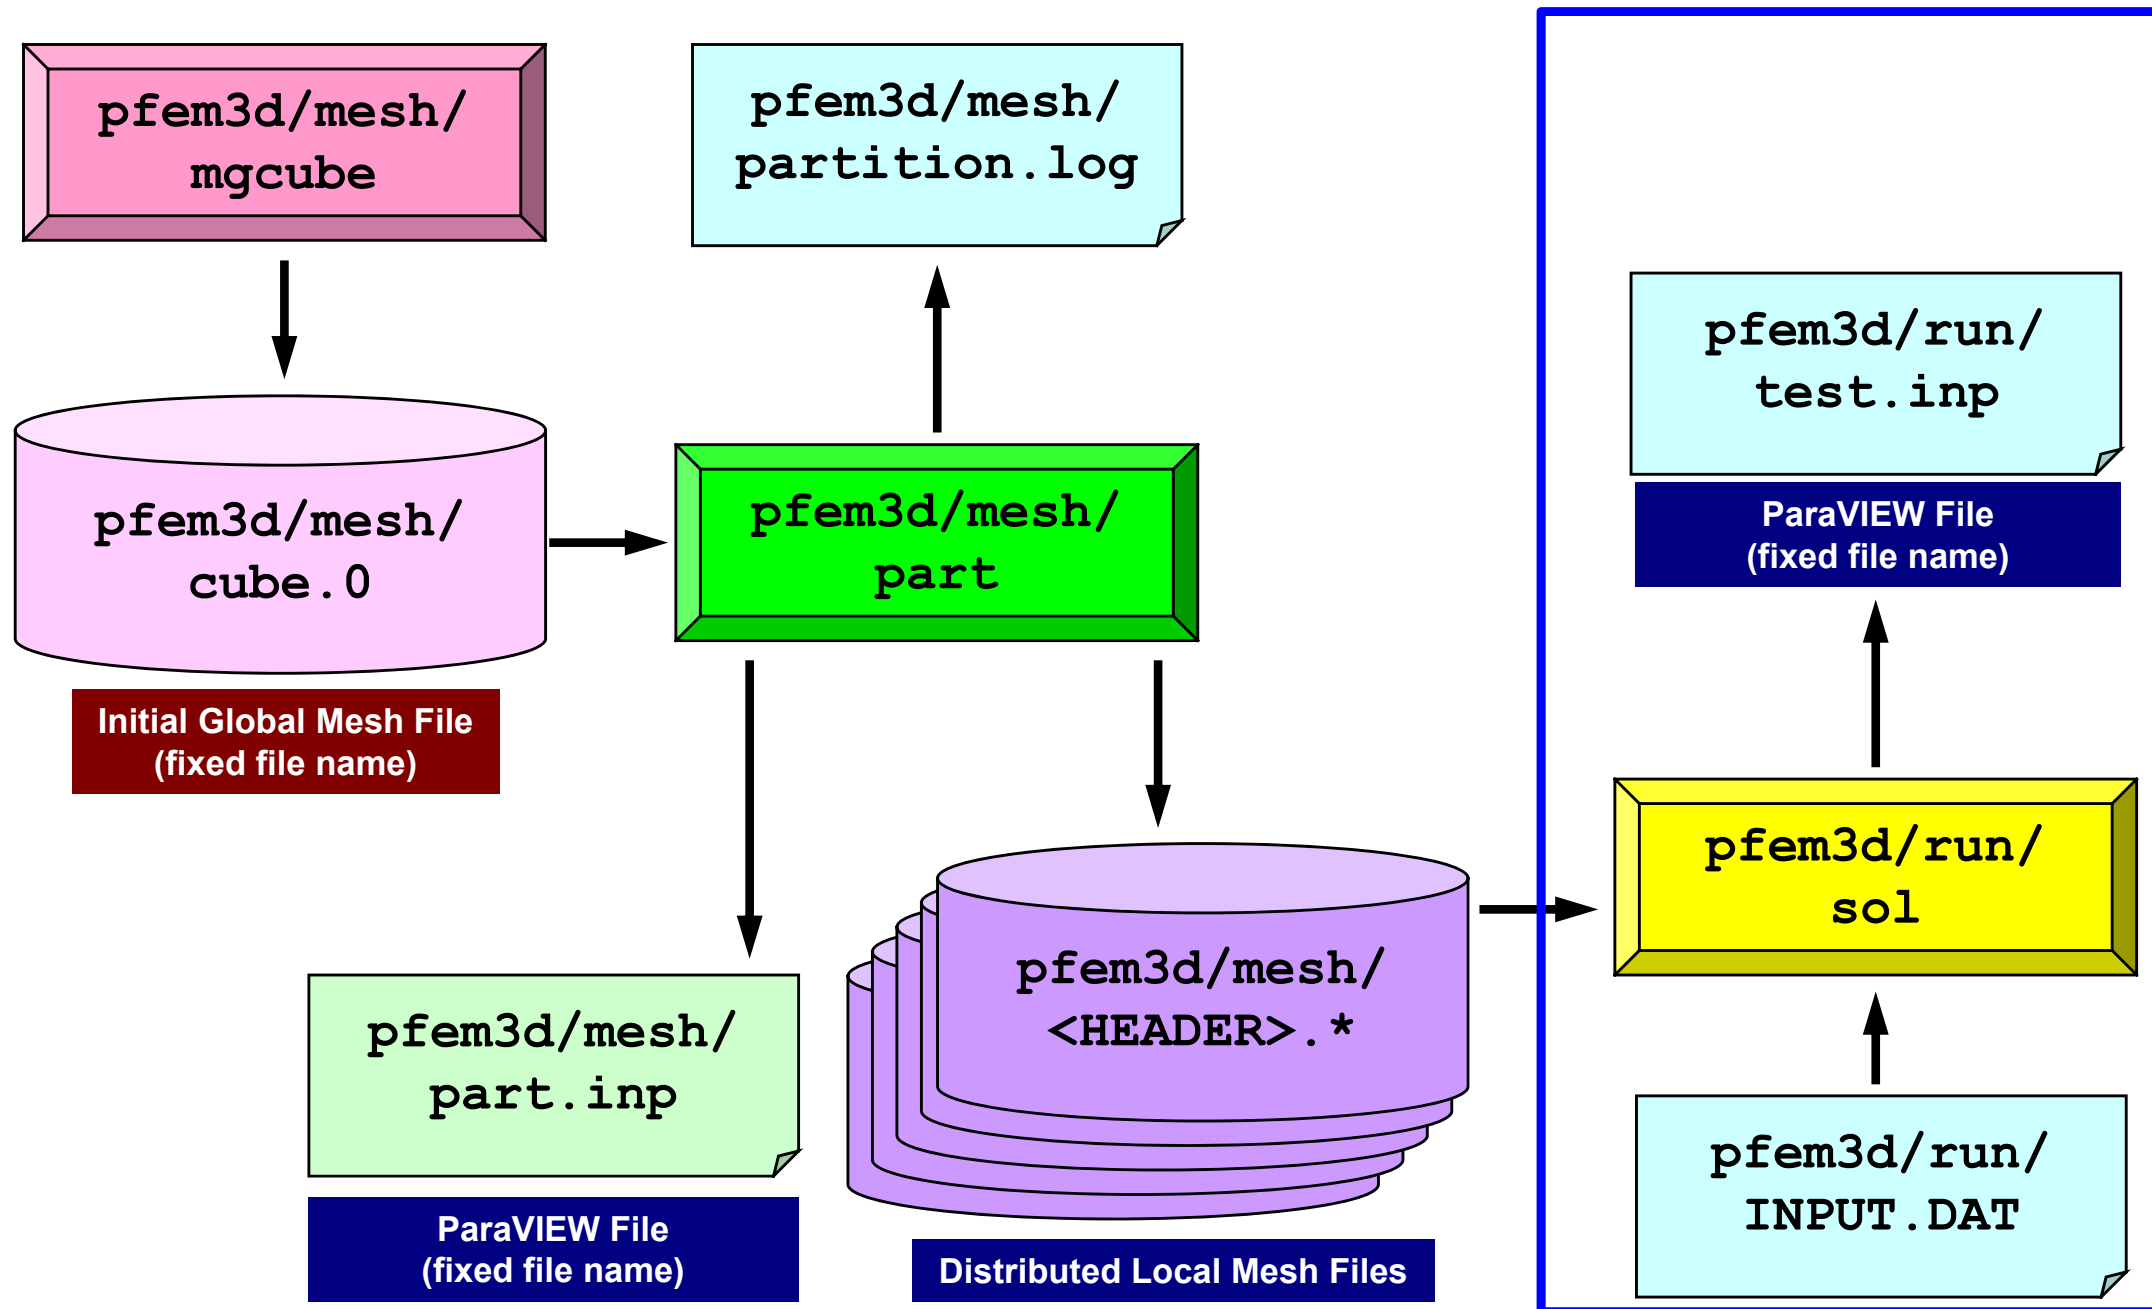 pfem3d/mesh/
mgcube
pfem3d/mesh/
partition.log
pfem3d/run/
test.inp
ParaVIEW File
(fixed file name)
pfem3d/mesh/
cube.0
Initial Global Mesh File
(fixed file name)
pfem3d/mesh/
part
pfem3d/run/
sol
pfem3d/mesh/
<HEADER>.*
Distributed Local Mesh Files
pfem3d/mesh/
part.inp
ParaVIEW File
(fixed file name)
pfem3d/run/
INPUT.DAT